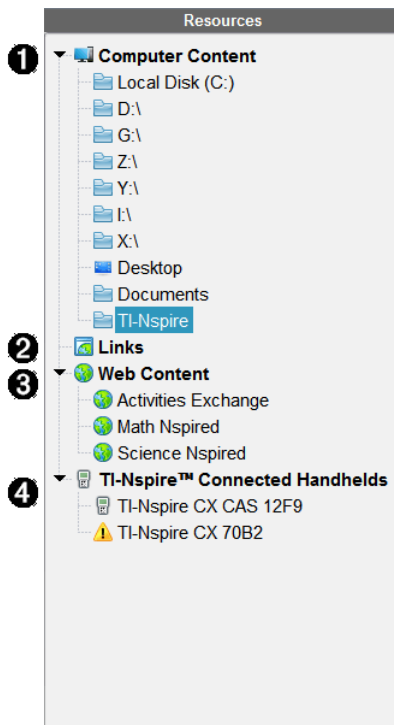 Resources
1 Computer Content
Local Disk (C:)
D:\
G:\
Z:\
Y:\
I:\
X:\
Desktop
Documents
TI-Nspire
2 Links
3 Web Content
Activities Exchange
Math Nspired
Science Nspired
4 TI-Nspire™ Connected Handhelds
TI-Nspire CX CAS 12F9
TI-Nspire CX 70B2